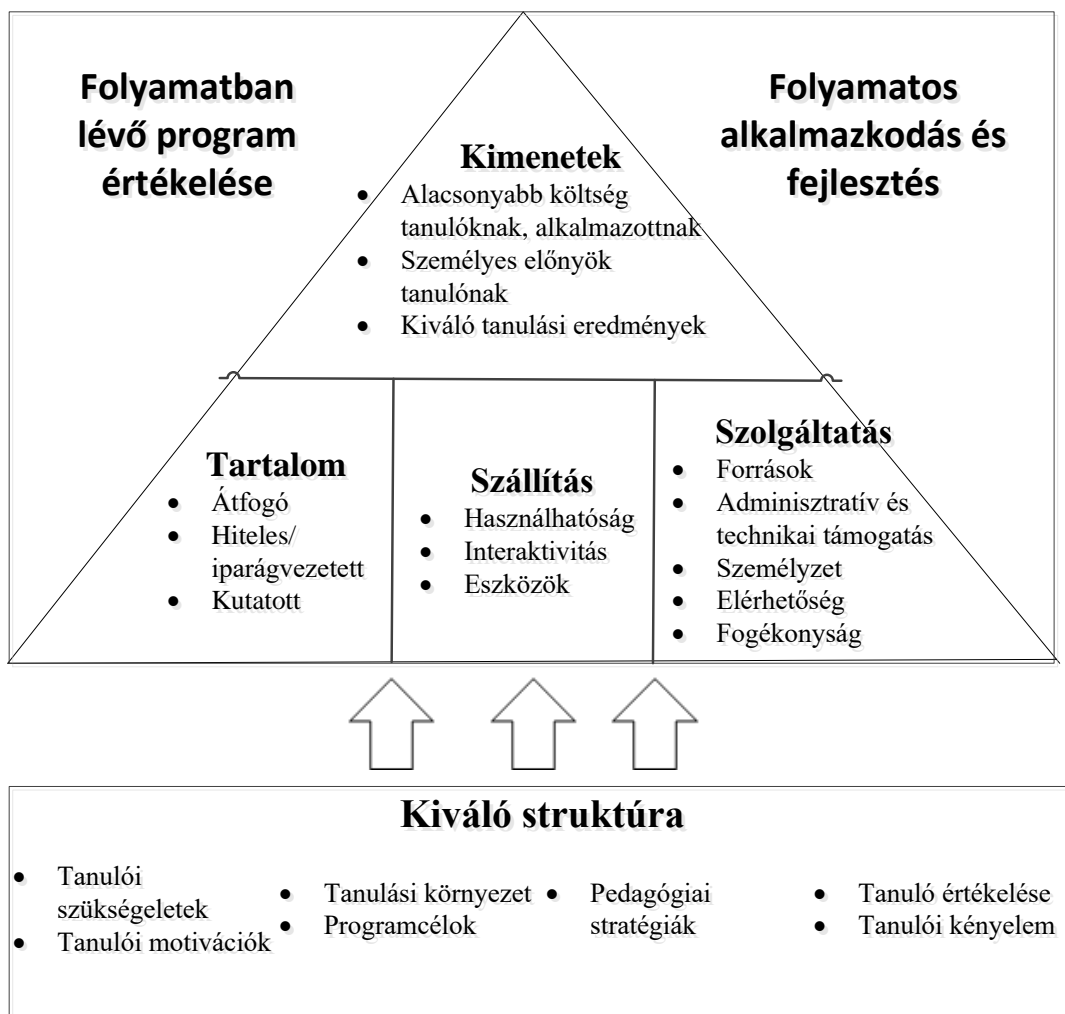 Folyamatban
lévő program
értékelése
Folyamatos
alkalmazkodás és
fejlesztés
Kimenetek
• Alacsonyabb költség
tanulóknak, alkalmazottnak
• Személyes előnyök
tanulónak
• Kiváló tanulási eredmények
Tartalom
• Átfogó
• Hiteles/
iparágvezetett
• Kutatott
Szállítás
• Használhatóság
• Interaktivitás
• Eszközök
Szolgáltatás
• Források
• Adminisztratív és
technikai támogatás
• Személyzet
• Elérhetőség
• Fogékonyság
Kiváló struktúra
• Tanulói
szükségeletek
• Tanulói motivációk
• Tanulási környezet
• Programcélok
• Pedagógiai
stratégiák
• Tanuló értékelése
• Tanulói kényelem